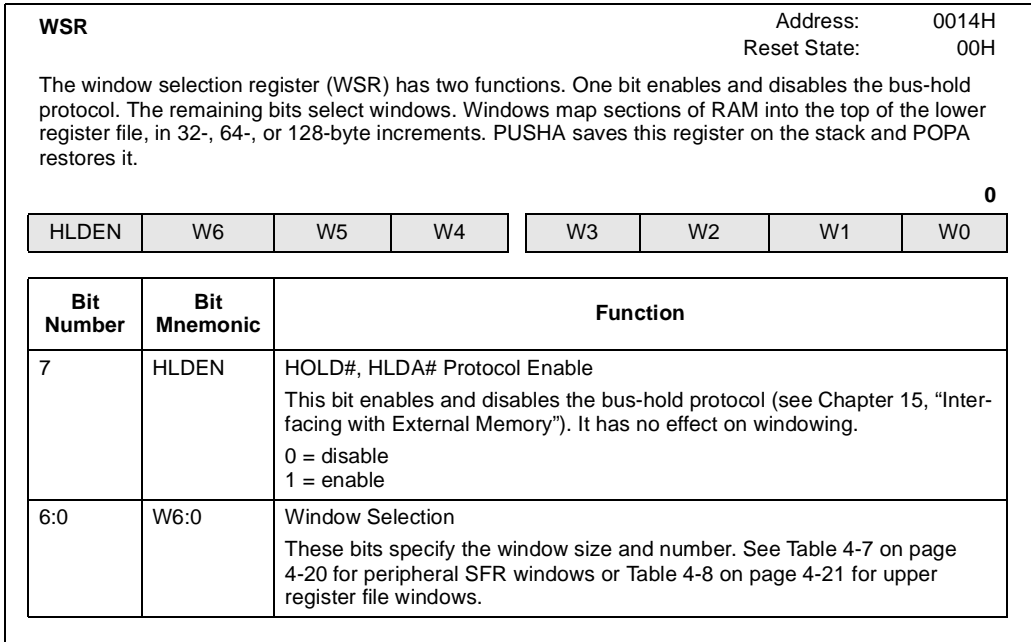 WSR Address: 0014H
Reset State: 00H
The window selection register (WSR) has two functions. One bit enables and disables the bus-hold
protocol. The remaining bits select windows. Windows map sections of RAM into the top of the lower
register file, in 32-, 64-, or 128-byte increments. PUSHA saves this register on the stack and POPA
restores it.
0
HLDEN W6 W5 W4 W3 W2 W1 W0
Bit Number Bit Mnemonic Function
7 HLDEN HOLD#, HLDA# Protocol Enable
This bit enables and disables the bus-hold protocol (see Chapter 15, “Inter-
facing with External Memory”). It has no effect on windowing.
0 = disable
1 = enable
6:0 W6:0 Window Selection
These bits specify the window size and number. See Table 4-7 on page
4-20 for peripheral SFR windows or Table 4-8 on page 4-21 for upper
register file windows.